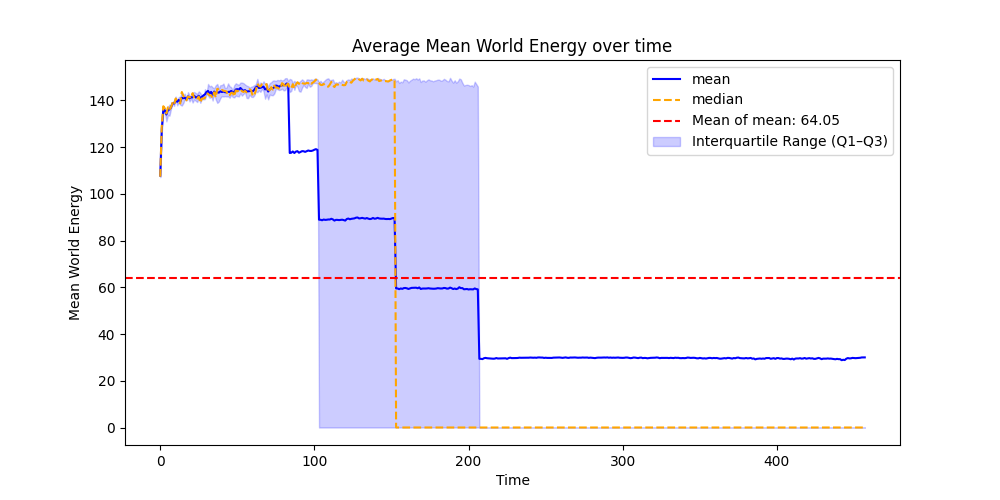 Average Mean World Energy over time
Mean World Energy
140
120
100
80
60
40
20
0
mean
median
Mean of mean: 64.05
Interquartile Range (Q1–Q3)
0 100 200 300 400
Time